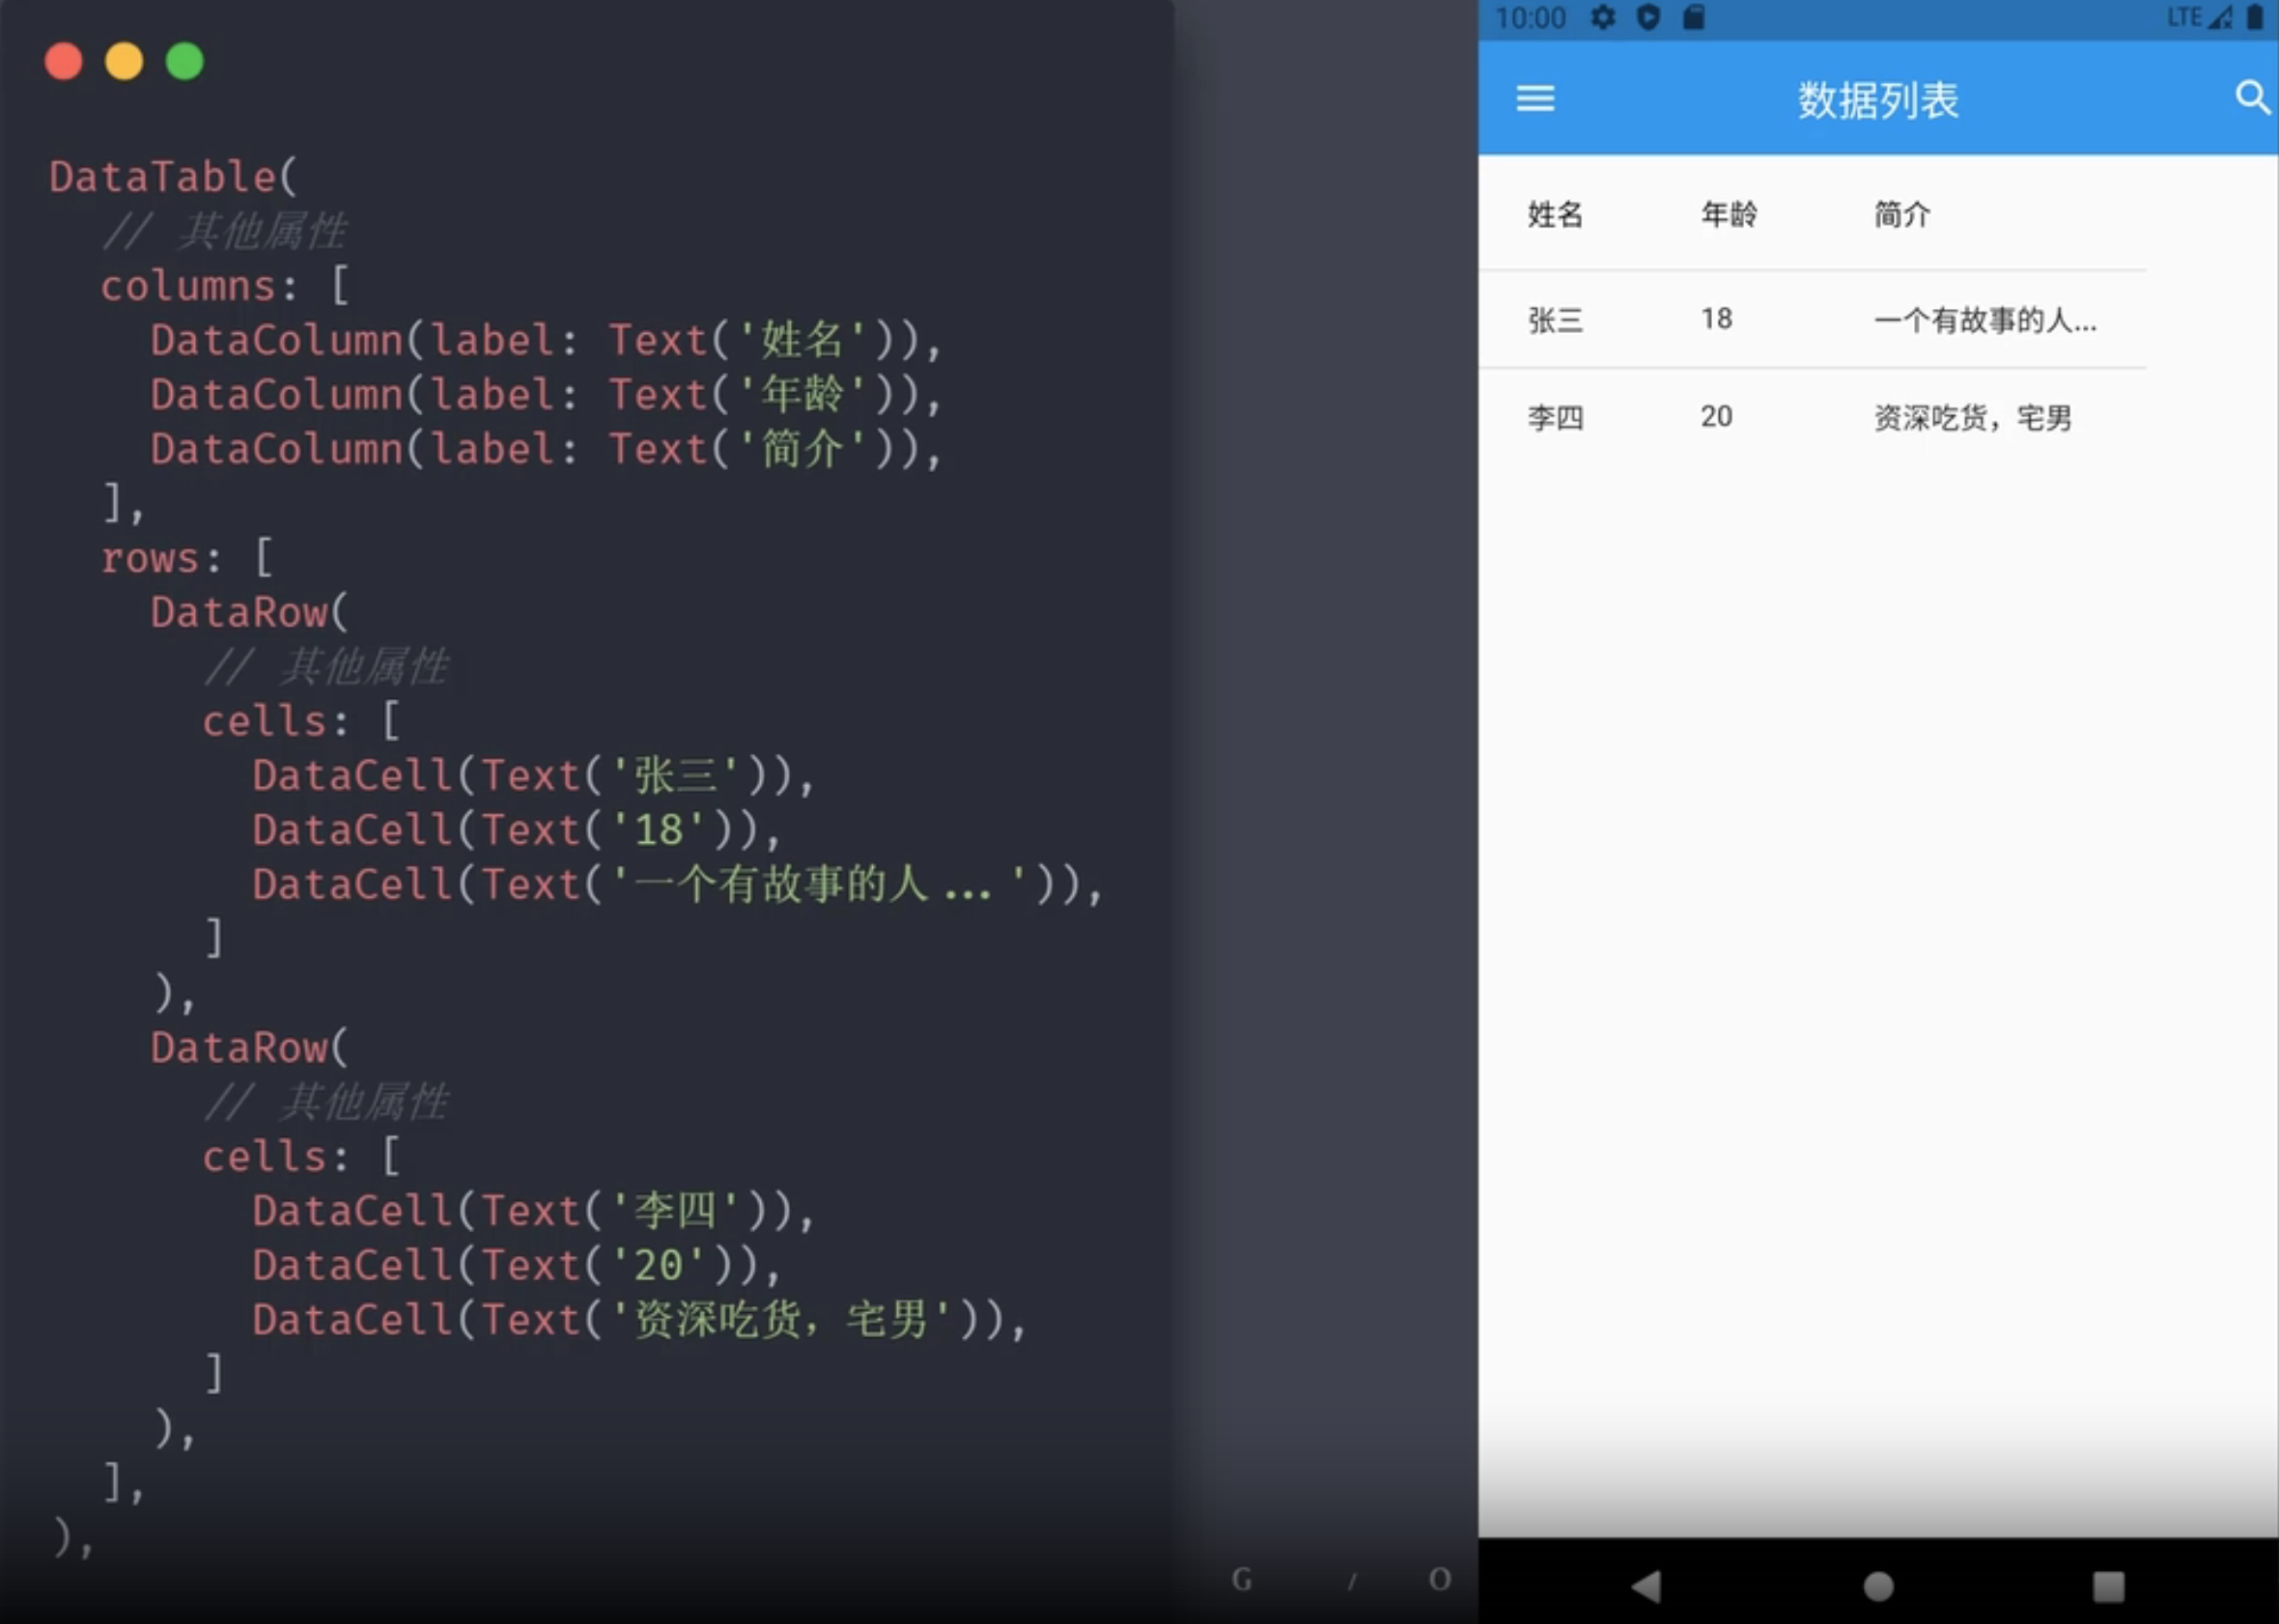 DataTable(
// 其他属性
columns: [
DataColumn(label: Text('姓名')),
DataColumn(label: Text('年龄')),
DataColumn(label: Text('简介')),
],
rows: [
DataRow(
// 其他属性
cells: [
DataCell(Text('张三')),
DataCell(Text('18')),
DataCell(Text('一个有故事的人...')),
]
),
DataRow(
// 其他属性
cells: [
DataCell(Text('李四')),
DataCell(Text('20')),
DataCell(Text('资深吃货，宅男')),
]
),
],
),
G / O
10:00 LTE
数据列表
姓名 年龄 简介
张三 18 一个有故事的人...
李四 20 资深吃货，宅男